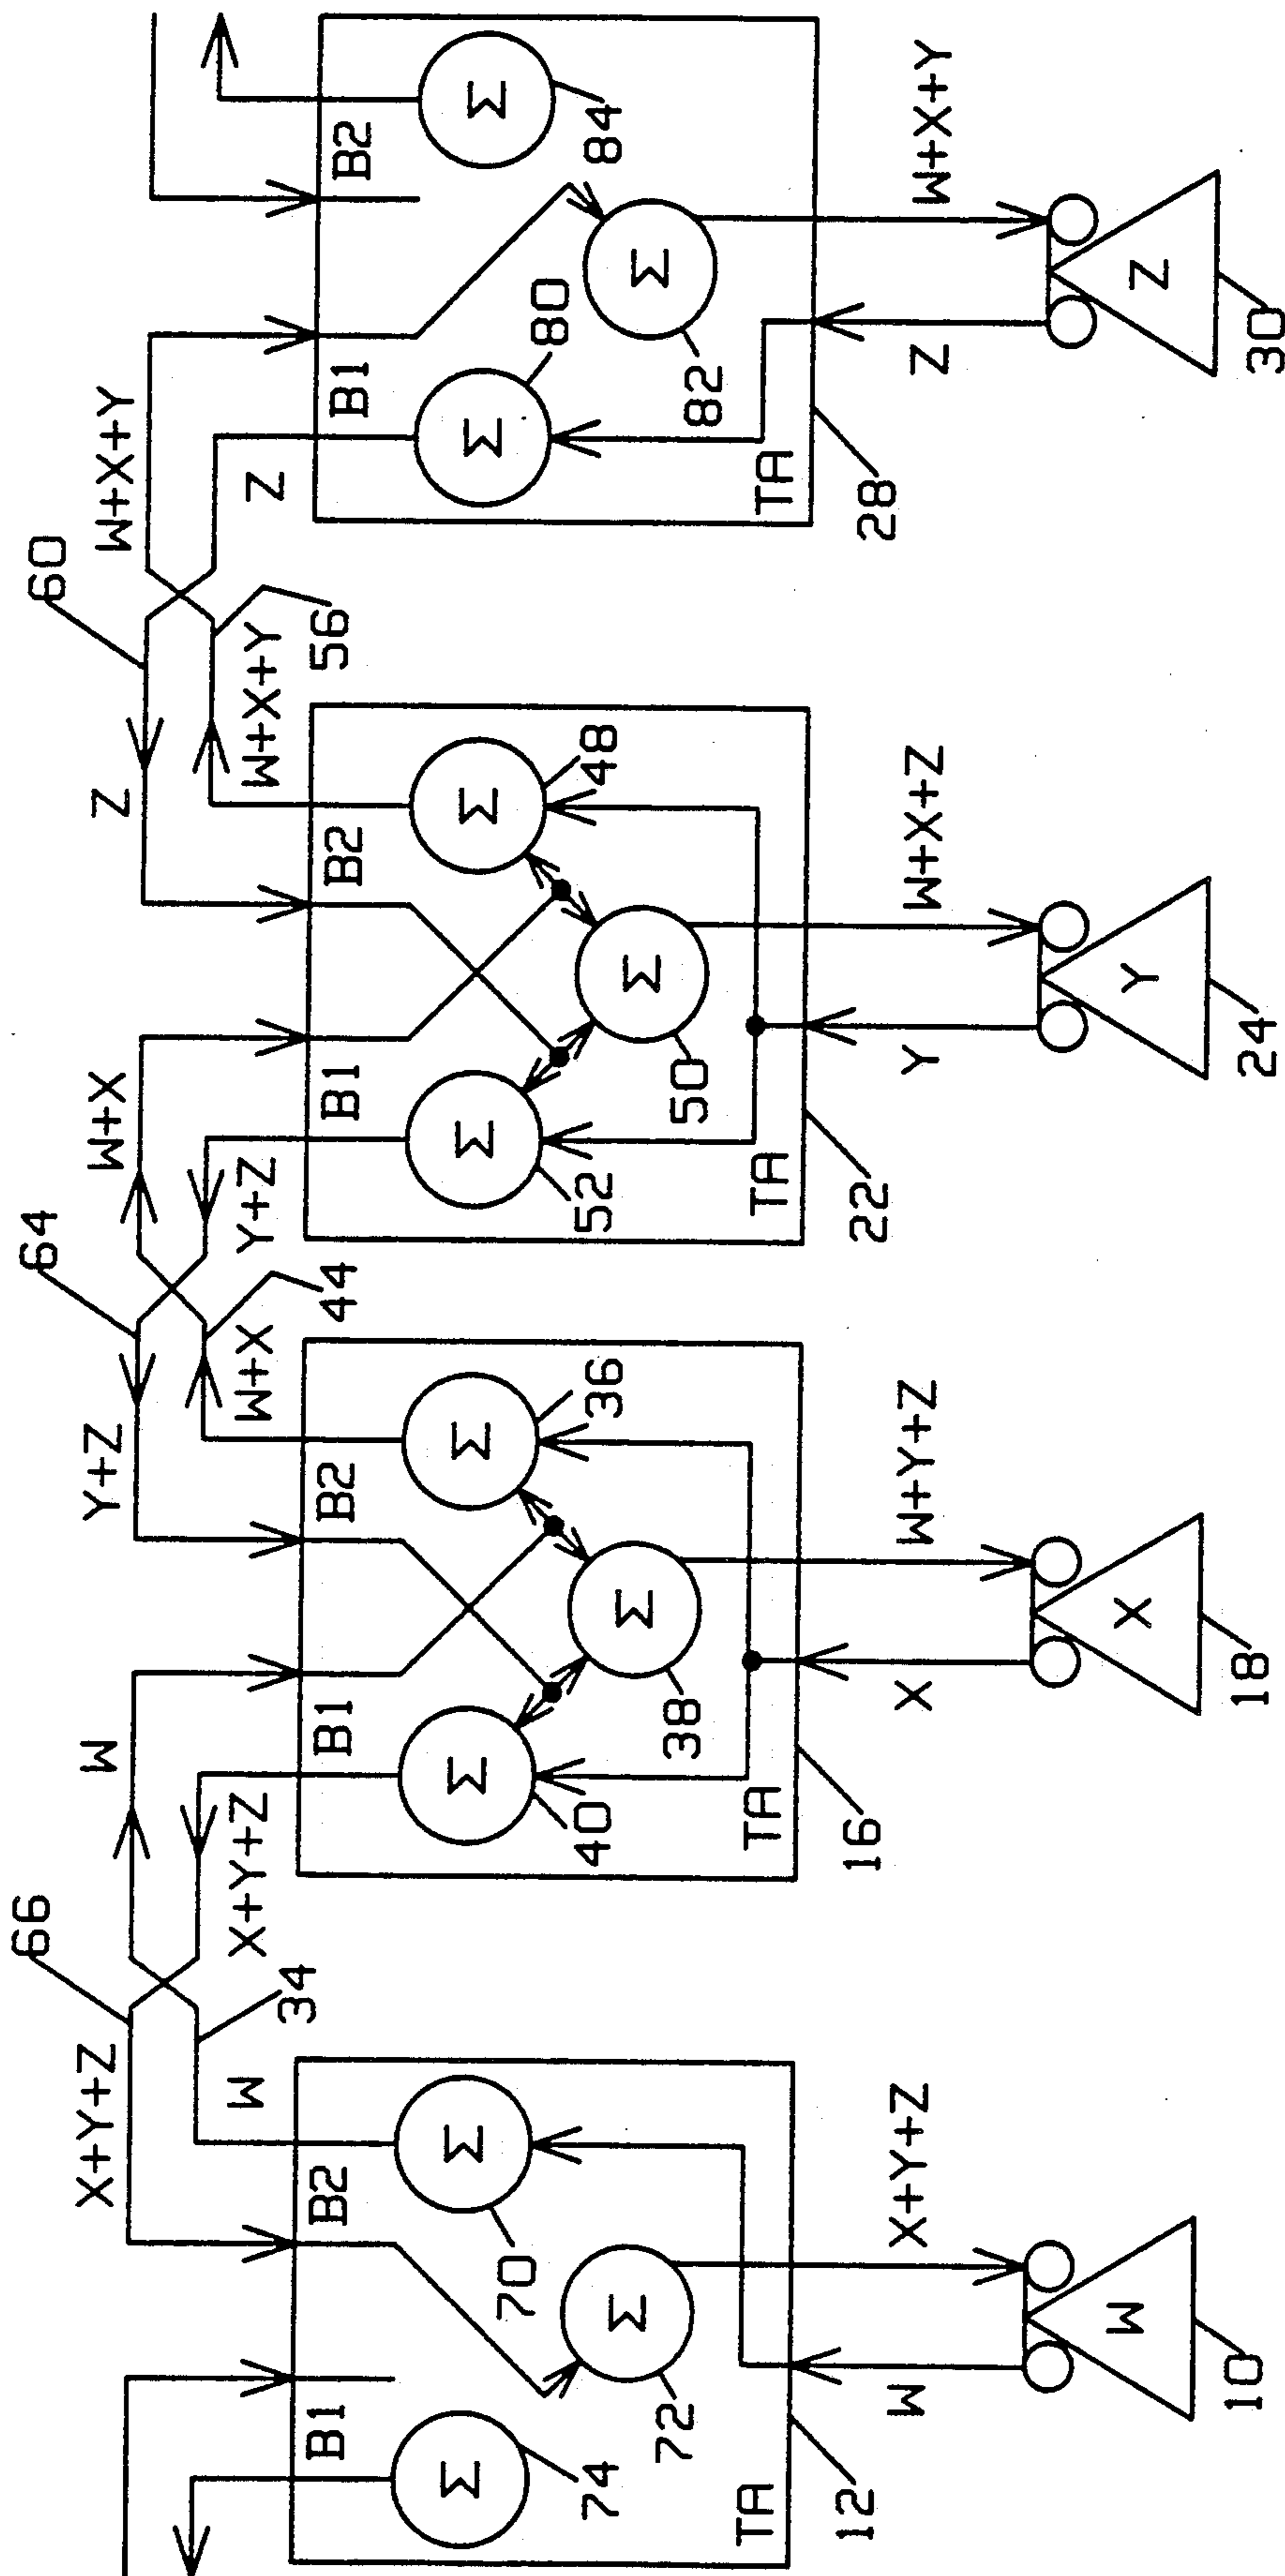 66
64
60
X+Y+Z
W
Y+Z
W+X
Z
W+X+Y
W
X+Y+Z
W+X
Y+Z
W+X+Y
Z
34
44
56
B1
B2
B1
B2
B1
B2
B1
B2
Σ
Σ
Σ
Σ
Σ
Σ
Σ
Σ
74
70
40
36
52
48
80
84
Σ
Σ
Σ
Σ
72
38
50
82
TA
TA
TA
TA
12
16
22
28
W
X+Y+Z
X
W+Y+Z
Y
W+X+Z
Z
W+X+Y
W
X
Y
Z
10
18
24
30